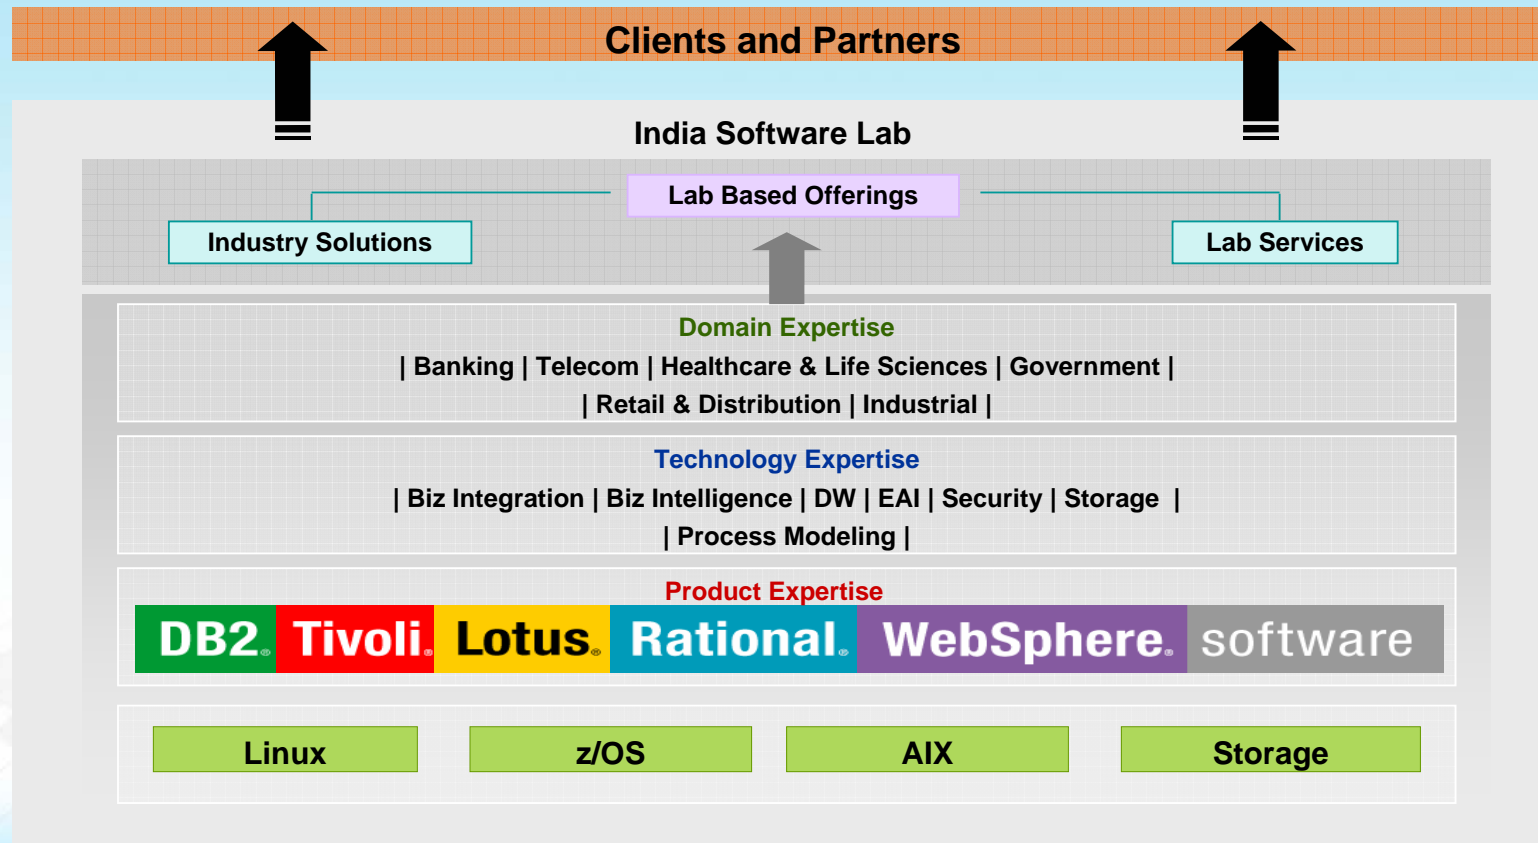 Clients and Partners
India Software Lab
Lab Based Offerings
Industry Solutions
Lab Services
Domain Expertise
| Banking | Telecom | Healthcare & Life Sciences | Government |
| Retail & Distribution | Industrial |
Technology Expertise
| Biz Integration | Biz Intelligence | DW | EAI | Security | Storage |
| Process Modeling |
Product Expertise
DB2® Tivoli® Lotus® Rational® WebSphere® software
Linux z/OS AIX Storage